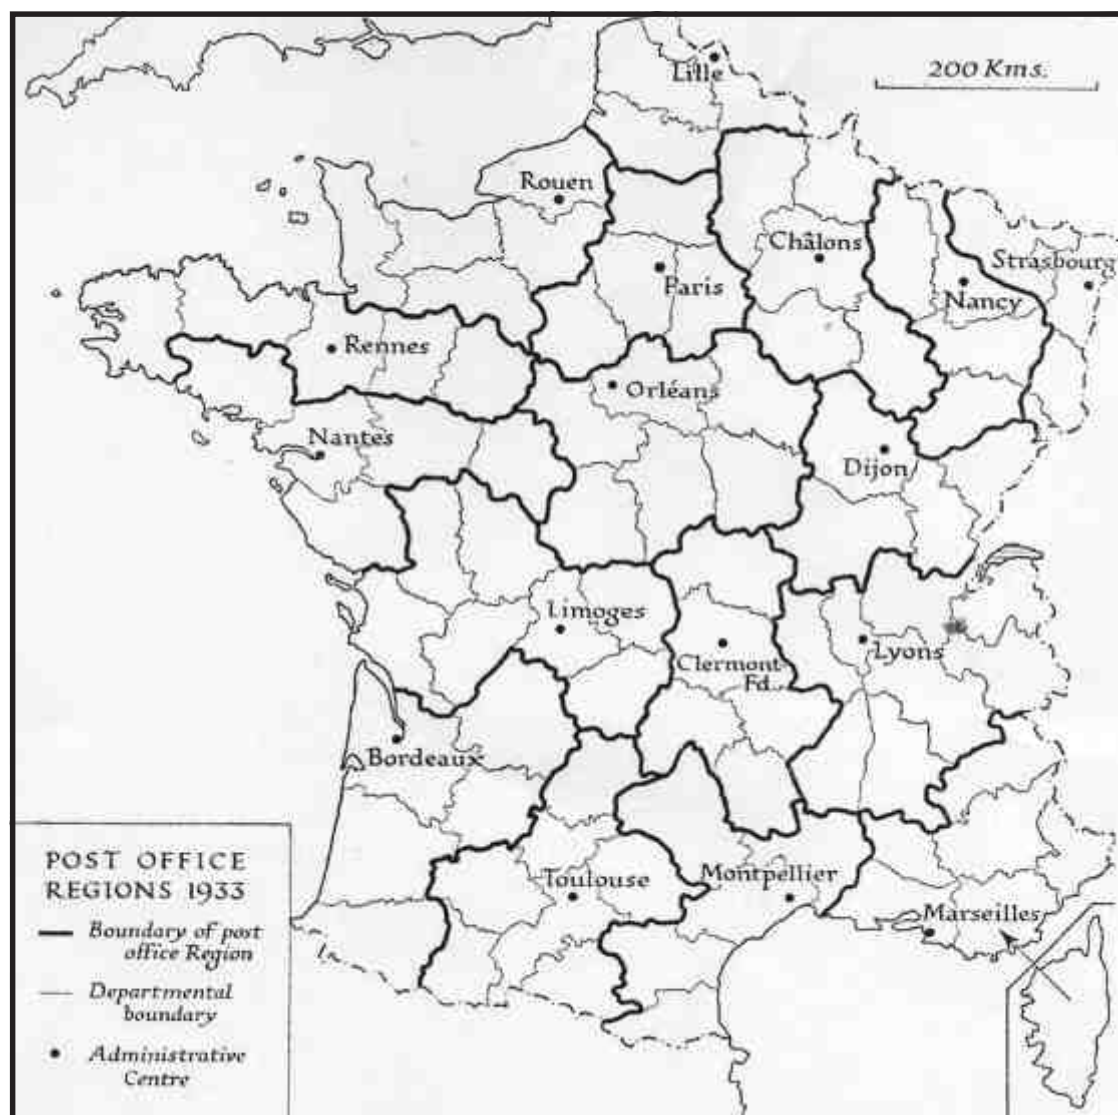 Lille
200 Kms.
Rouen
Châlons
Strasbourg
Paris
Nancy
Rennes
Orléans
Nantes
Dijon
Limoges
Clermont-
Fd.
Lyons
Bordeaux
POST OFFICE
REGIONS 1933
Boundary of post
office Region
Departmental
boundary
Administrative
Centre
Toulouse
Montpellier
Marseilles